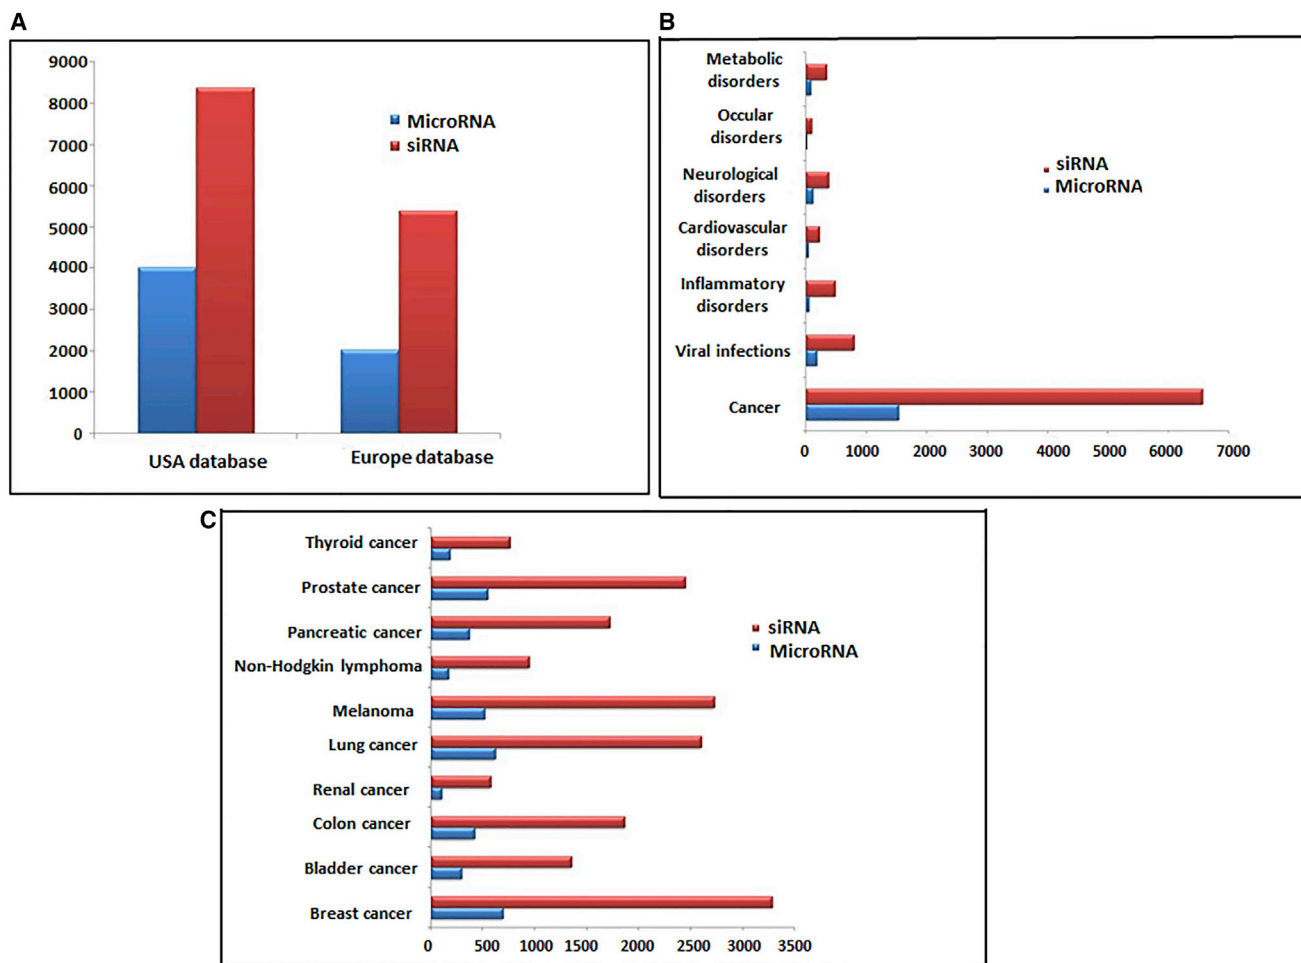 A
9000
8000
7000
6000
5000
4000
3000
2000
1000
0
MicroRNA
siRNA
USA database
Europe database
B
Metabolic
disorders
Occular
disorders
Neurological
disorders
Cardiovascular
disorders
Inflammatory
disorders
Viral infections
Cancer
siRNA
MicroRNA
0 1000 2000 3000 4000 5000 6000 7000
C
Thyroid cancer
Prostate cancer
Pancreatic cancer
Non-Hodgkin lymphoma
Melanoma
Lung cancer
Renal cancer
Colon cancer
Bladder cancer
Breast cancer
siRNA
MicroRNA
0 500 1000 1500 2000 2500 3000 3500